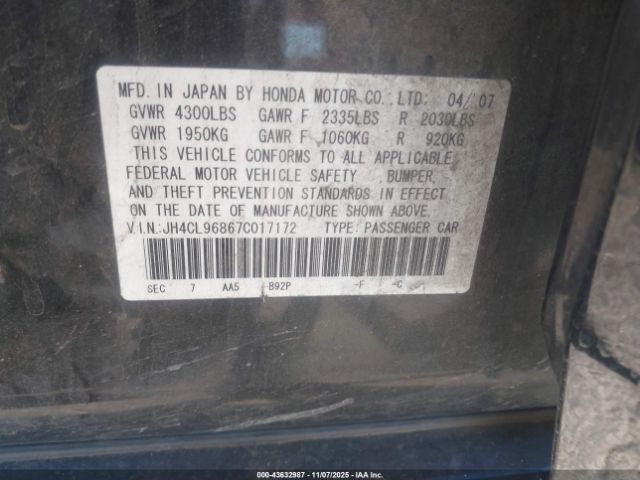 MFD. IN JAPAN BY HONDA MOTOR CO., LTD. 04/'07
GVWR 4300LBS GAWR F 2335LBS R 2030LBS
GVWR 1950KG GAWR F 1060KG R 920KG
THIS VEHICLE CONFORMS TO ALL APPLICABLE
FEDERAL MOTOR VEHICLE SAFETY, BUMPER,
AND THEFT PREVENTION STANDARDS IN EFFECT
ON THE DATE OF MANUFACTURE SHOWN ABOVE.
V.I.N.:JH4CL96867C017172 TYPE: PASSENGER CAR
SEC 7 AA5 B92P -F -C
000-43632987 - 11/07/2025 - IAA Inc.